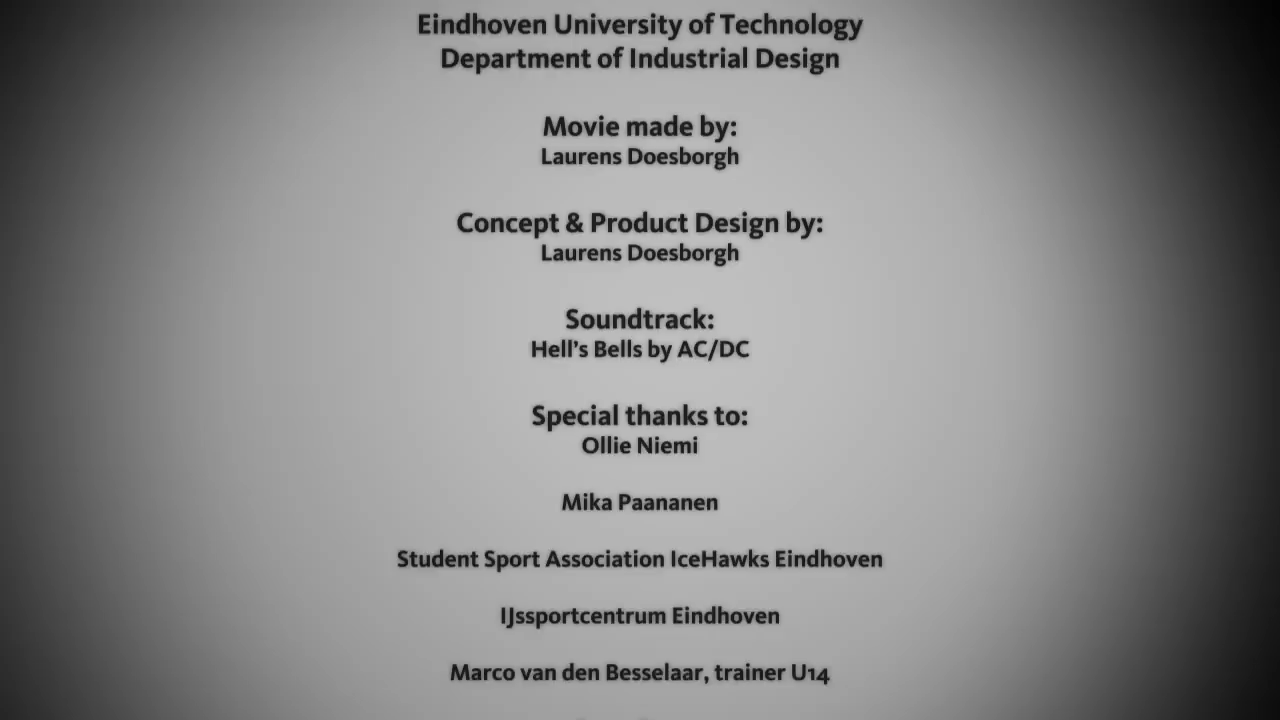 Eindhoven University of Technology
Department of Industrial Design
Movie made by:
Laurens Doesborgh
Concept & Product Design by:
Laurens Doesborgh
Soundtrack:
Hell's Bells by AC/DC
Special thanks to:
Ollie Niemi
Mika Paananen
Student Sport Association IceHawks Eindhoven
IJssportcentrum Eindhoven
Marco van den Besselaar, trainer U14